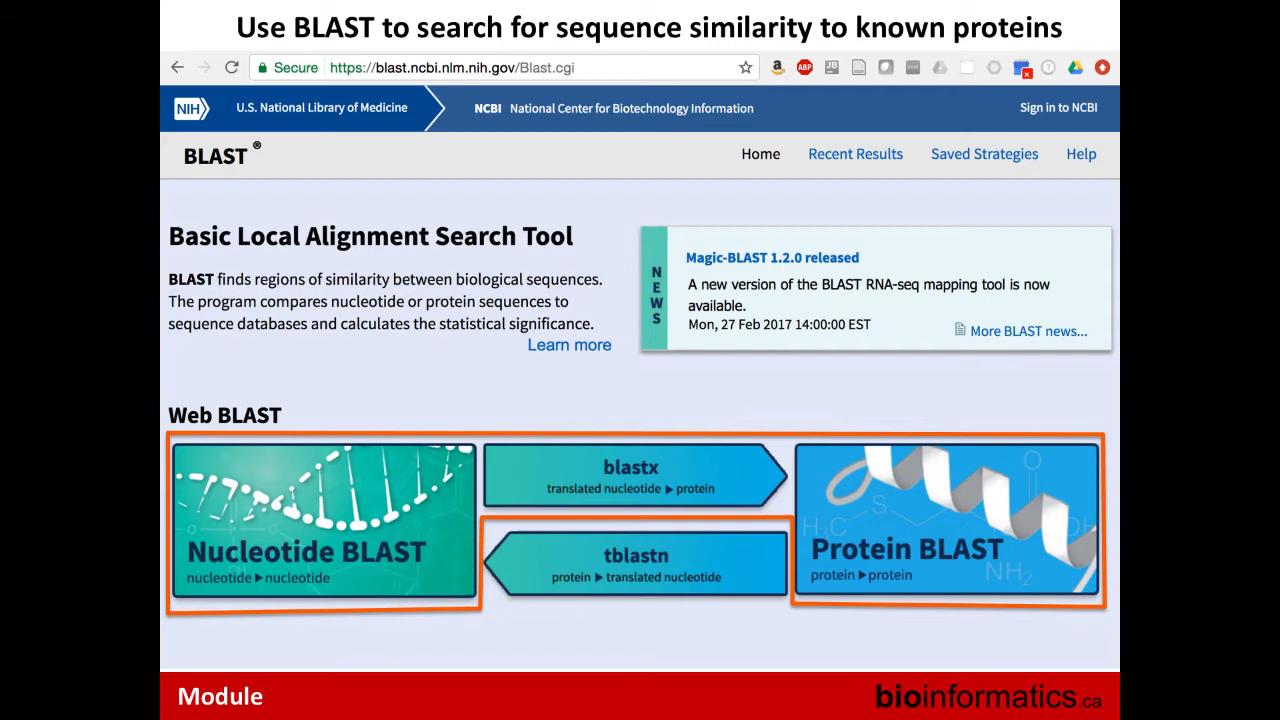 Use BLAST to search for sequence similarity to known proteins
Secure https://blast.ncbi.nlm.nih.gov/Blast.cgi
ABP
JB
NIH U.S. National Library of Medicine NCBI National Center for Biotechnology Information Sign in to NCBI
BLAST ® Home Recent Results Saved Strategies Help
Basic Local Alignment Search Tool
BLAST finds regions of similarity between biological sequences.
The program compares nucleotide or protein sequences to
sequence databases and calculates the statistical significance.
Learn more
NEWS
Magic-BLAST 1.2.0 released
A new version of the BLAST RNA-seq mapping tool is now
available.
Mon, 27 Feb 2017 14:00:00 EST
More BLAST news...
Web BLAST
Nucleotide BLAST
nucleotide ▶ nucleotide
blastx
translated nucleotide ▶ protein
tblastn
protein ▶ translated nucleotide
O
S
H₃C
OH
NH₂
Protein BLAST
protein ▶ protein
Module
bioinformatics.ca